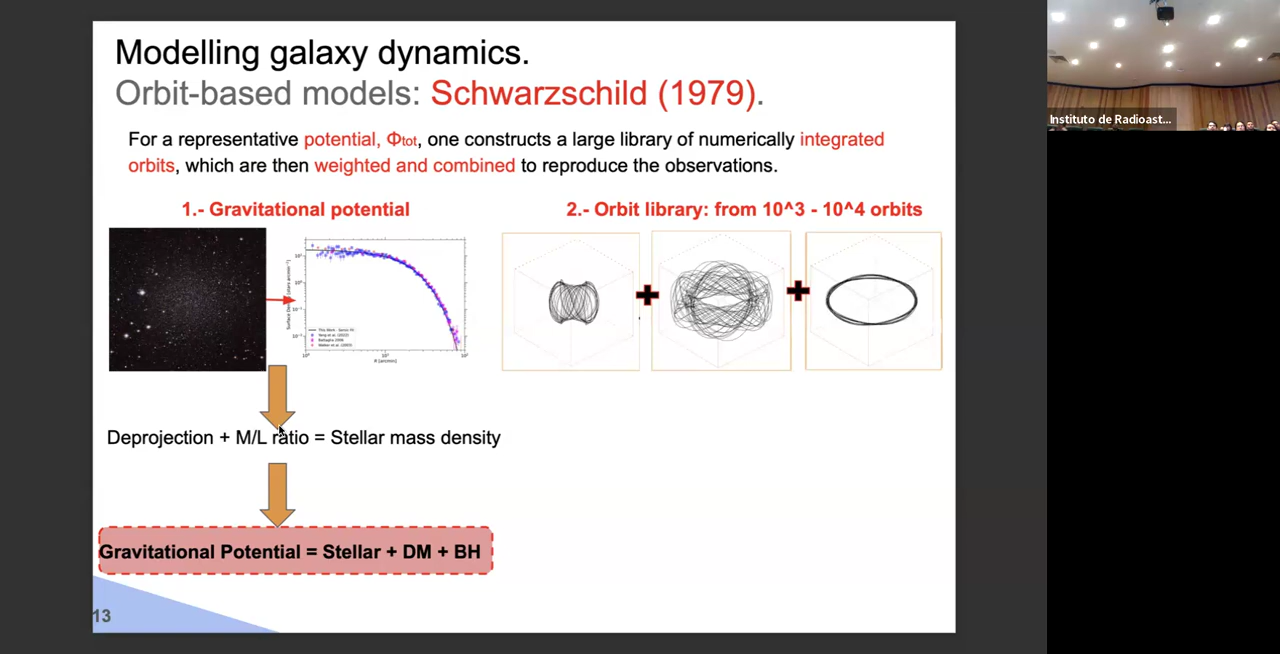 Modelling galaxy dynamics.
Orbit-based models: Schwarzschild (1979).
For a representative potential, Φtot, one constructs a large library of numerically integrated
orbits, which are then weighted and combined to reproduce the observations.
1.- Gravitational potential
2.- Orbit library: from 10^3 - 10^4 orbits
R [arcmin]
Deprojection + M/L ratio = Stellar mass density
Gravitational Potential = Stellar + DM + BH
13
Instituto de Radioast...